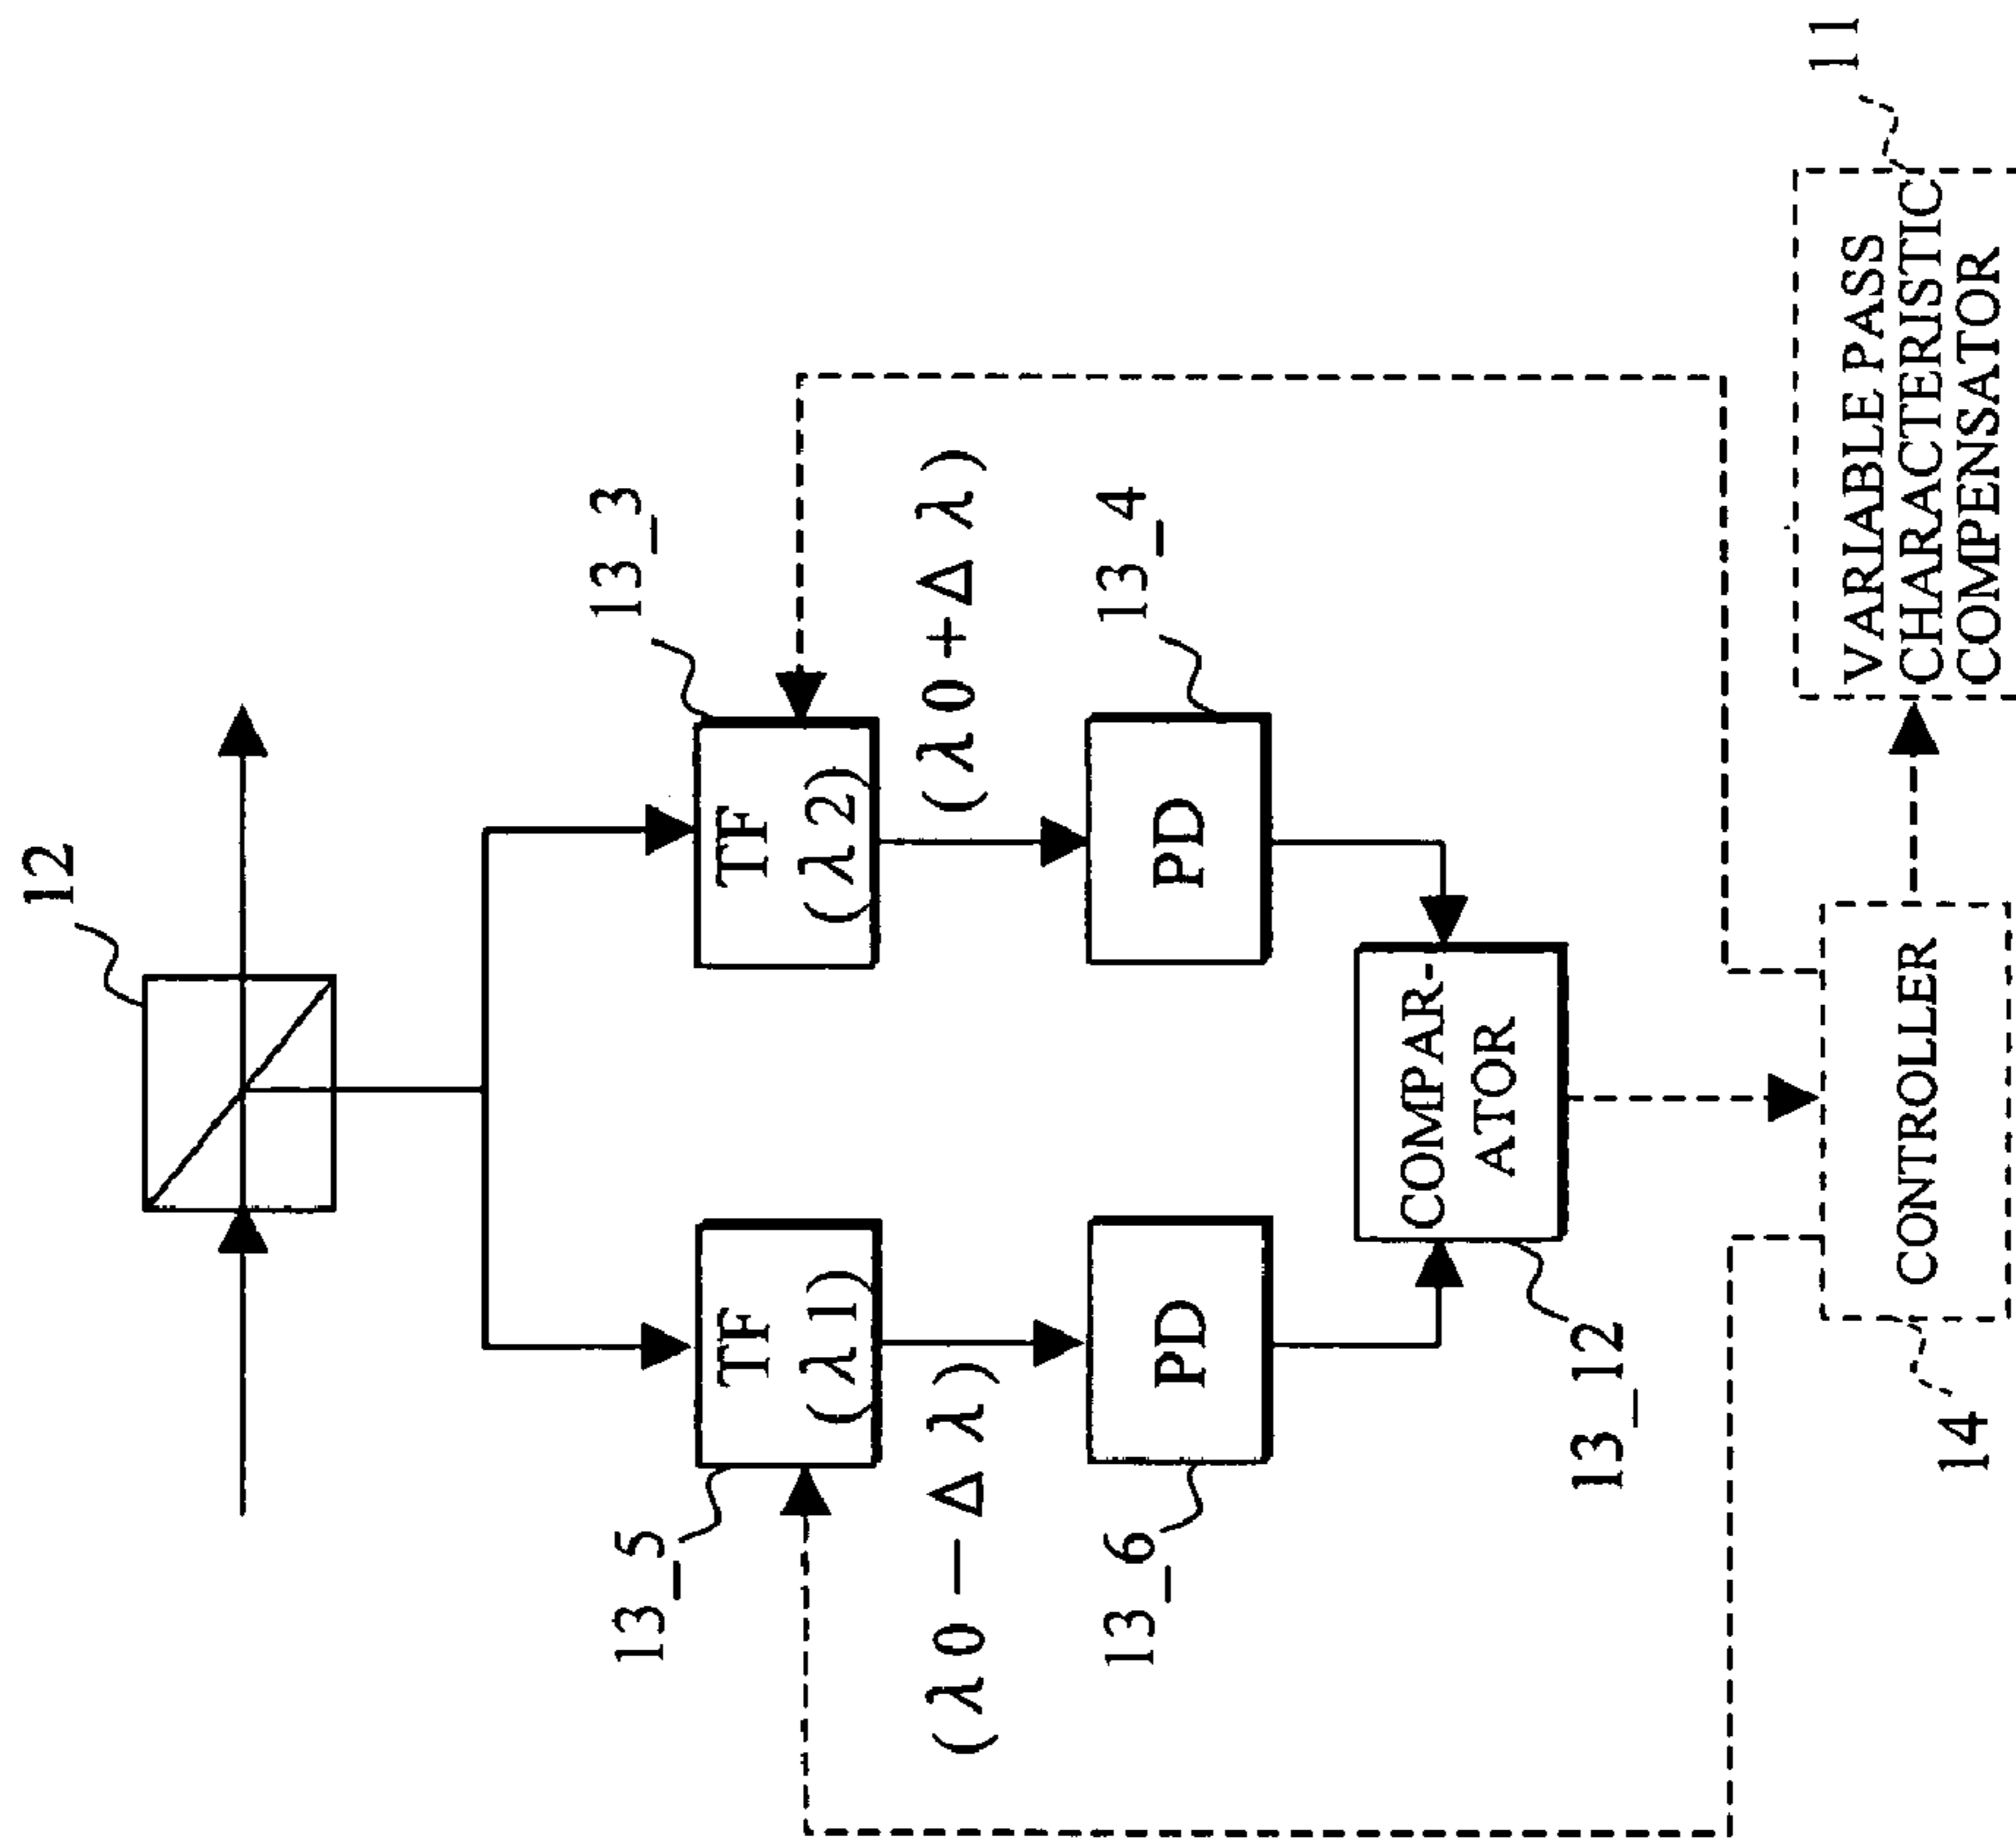 12
13_5
TF
(λ1)
TF
(λ2)
13_3
(λ0−Δλ)
(λ0+Δλ)
13_6
PD
PD
13_4
COMPAR-
ATOR
13_12
14
CONTROLLER
VARIABLE PASS
CHARACTERISTIC
COMPENSATOR
11